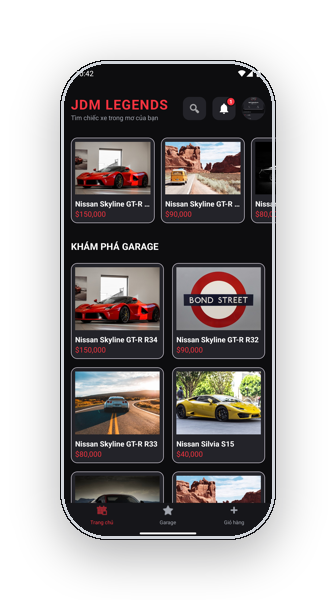 JDM LEGENDS
Tìm chiếc xe trong mơ của bạn
1
Nissan Skyline GT-R ...
$150,000
Nissan Skyline GT-R ...
$90,000
Nissan
$80,0
KHÁM PHÁ GARAGE
Nissan Skyline GT-R R34
$150,000
BOND STREET
Nissan Skyline GT-R R32
$90,000
Nissan Skyline GT-R R33
$80,000
Nissan Silvia S15
$40,000
Trang chủ
Garage
Giỏ hàng